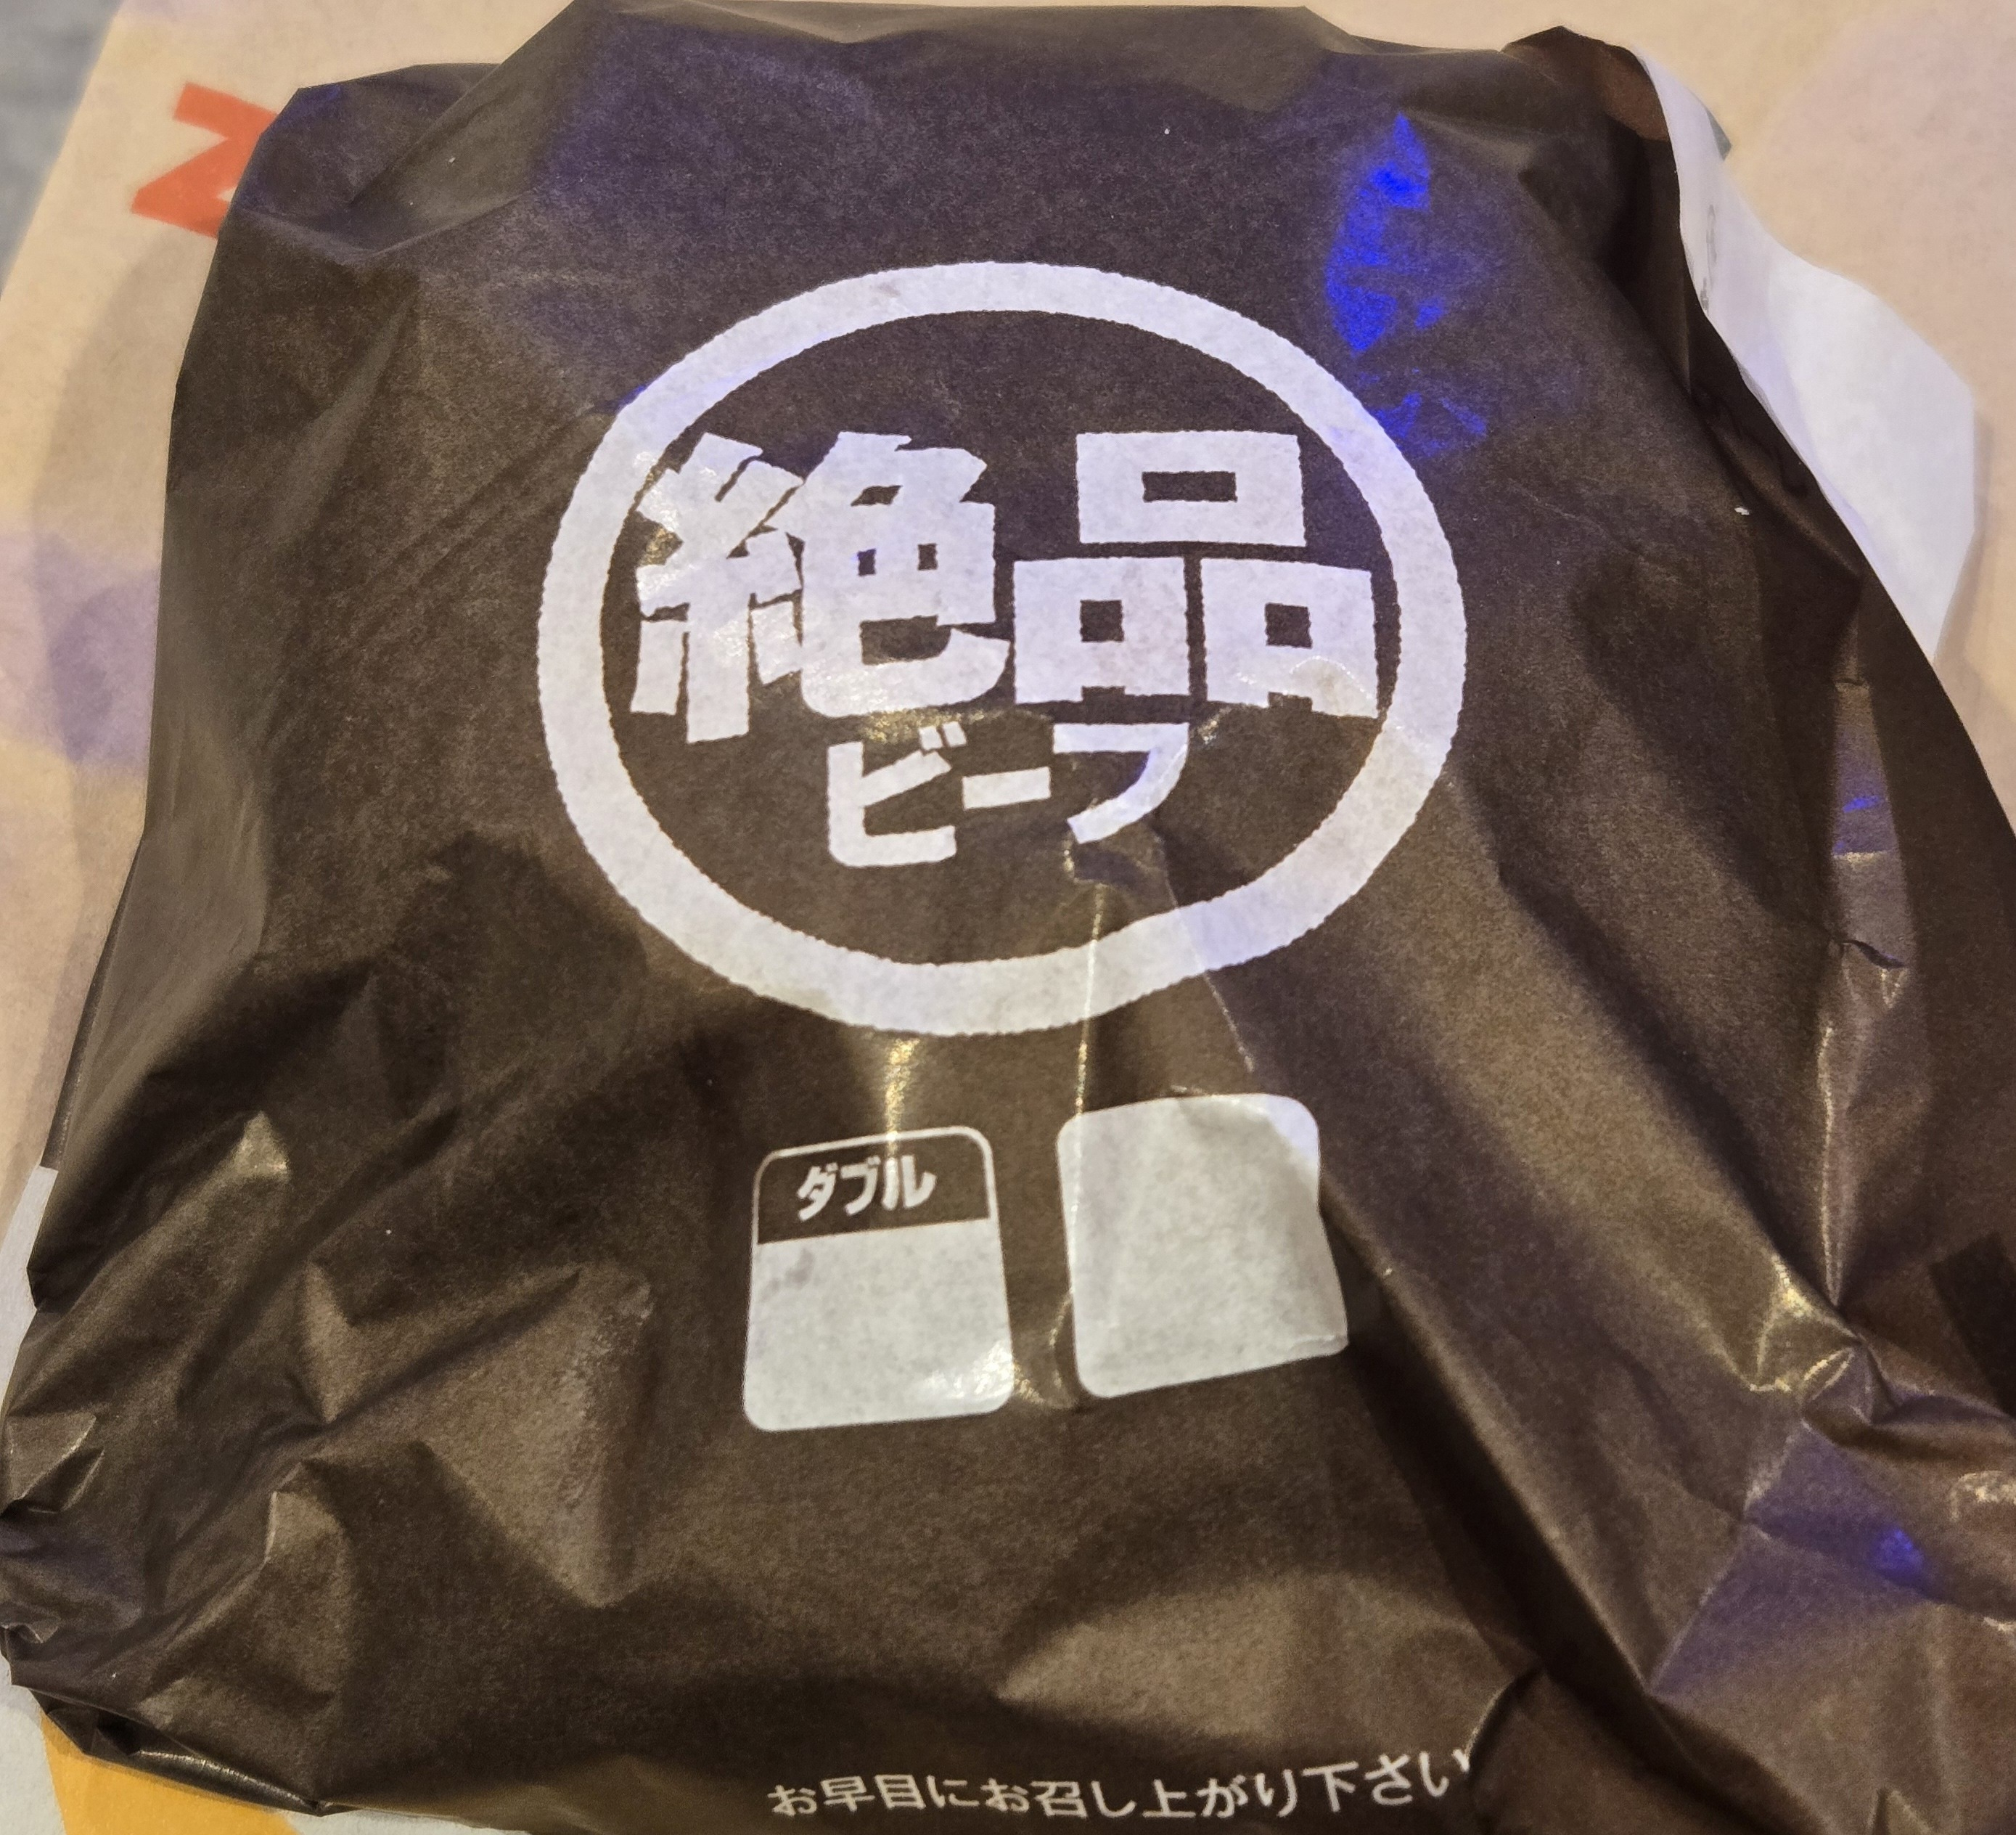 絶品
ビーフ
ダブル
お早目にお召し上がり下さい